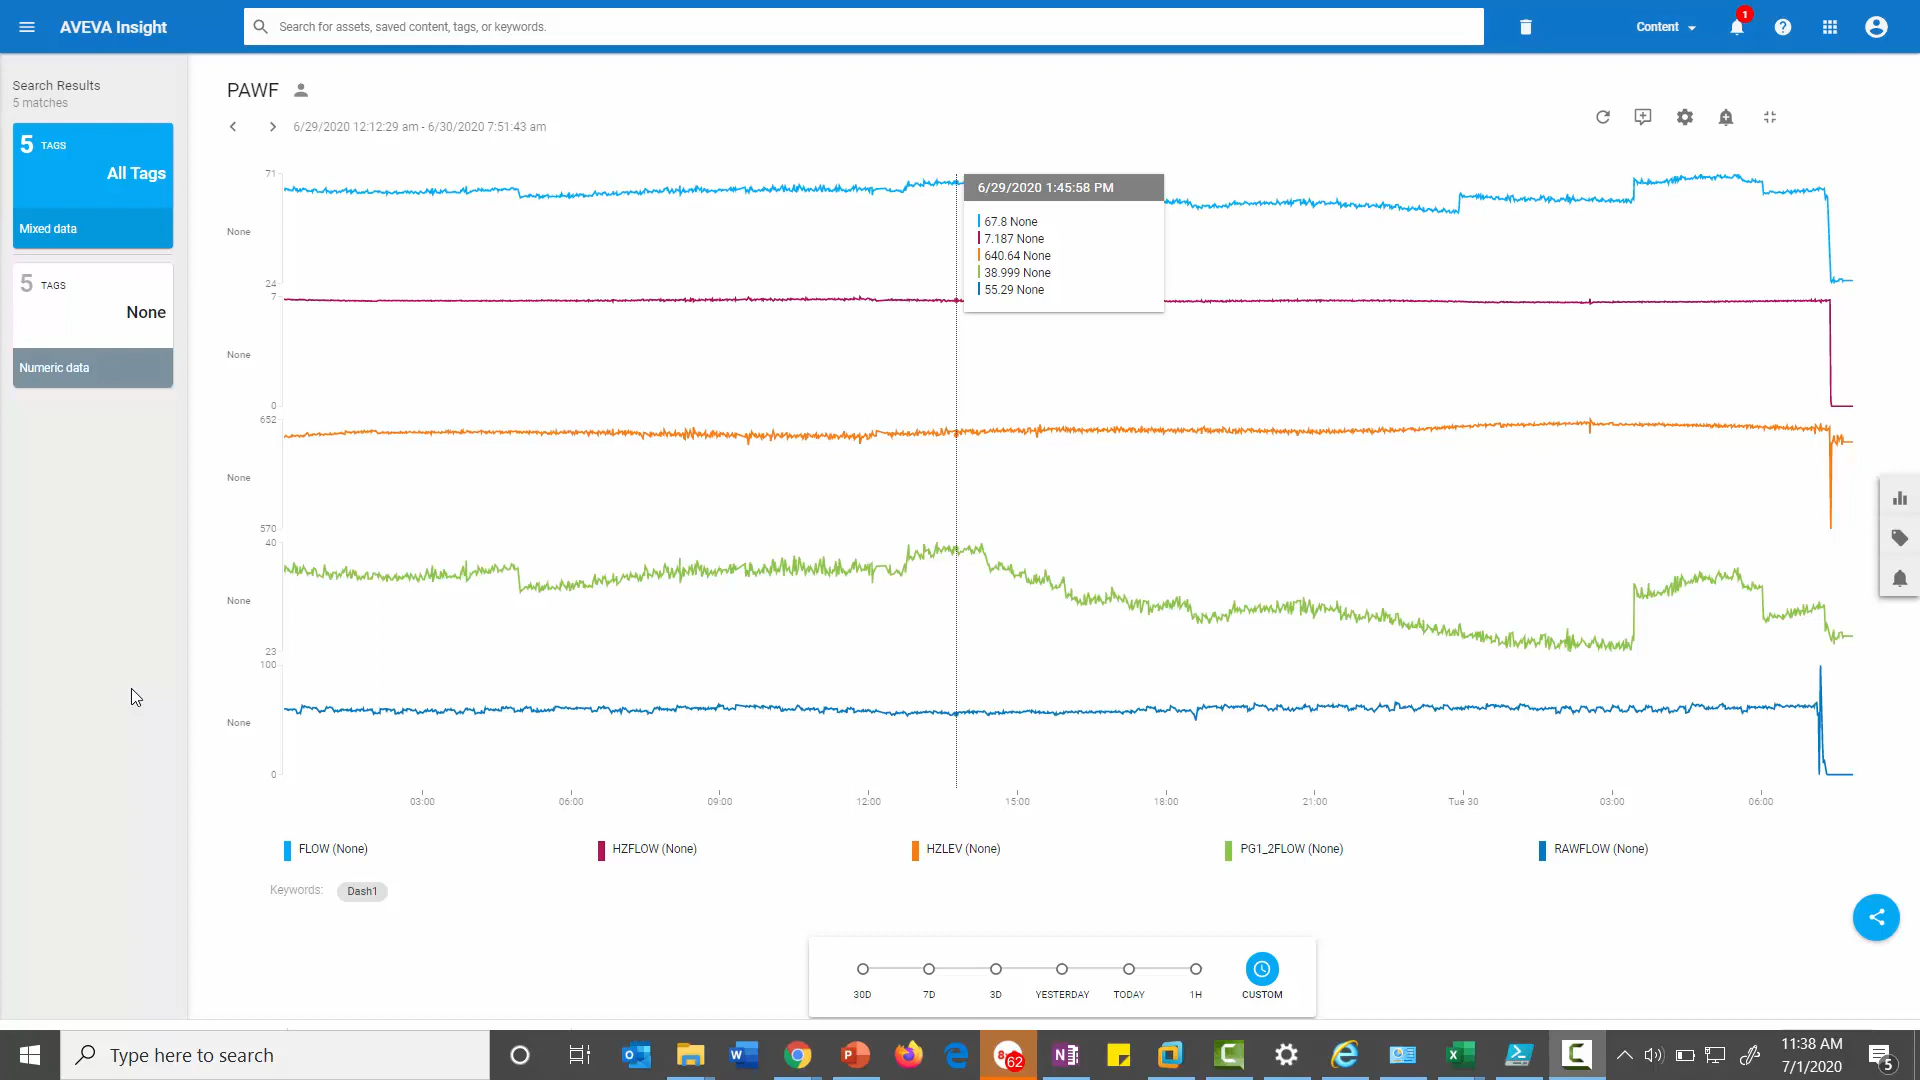 AVEVA Insight
Search for assets, saved content, tags, or keywords.
Content
1
Search Results
5 matches
5 TAGS
All Tags
Mixed data
5 TAGS
None
Numeric data
PAWF
6/29/2020 12:12:29 am - 6/30/2020 7:51:43 am
71
None
24
7
None
0
652
None
570
40
None
23
100
None
0
6/29/2020 1:45:58 PM
67.8 None
7.187 None
640.64 None
38.999 None
55.29 None
03:00 06:00 09:00 12:00 15:00 18:00 21:00 Tue 30 03:00 06:00
FLOW (None) HZFLOW (None) HZLEV (None) PG1_2FLOW (None) RAWFLOW (None)
Keywords: Dash1
30D 7D 3D YESTERDAY TODAY 1H CUSTOM
Type here to search
62
11:38 AM
7/1/2020
5